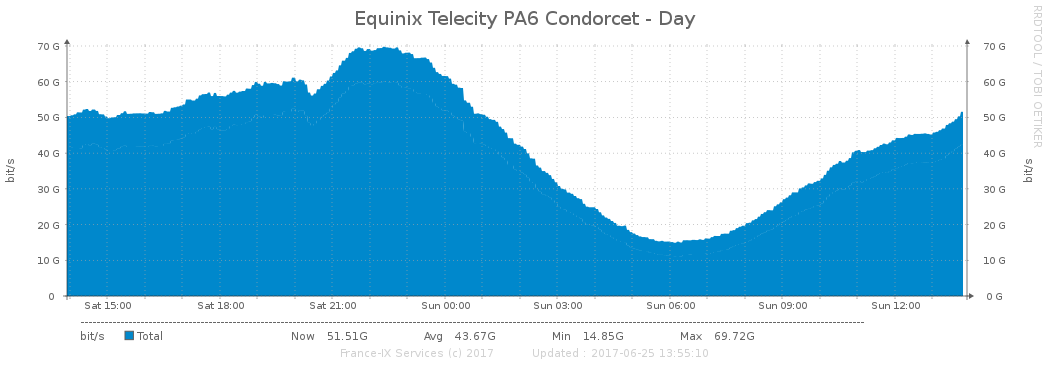 Equinix Telecity PA6 Condorcet - Day
RRDTOOL / TOBI OETIKER
70 G 70 G
60 G 60 G
50 G 50 G
40 G 40 G
30 G 30 G
20 G 20 G
10 G 10 G
0 0 G
bit/s bit/s
Sat 15:00 Sat 18:00 Sat 21:00 Sun 00:00 Sun 03:00 Sun 06:00 Sun 09:00 Sun 12:00
bit/s Total Now 51.51G Avg 43.67G Min 14.85G Max 69.72G
France-IX Services (c) 2017 Updated : 2017-06-25 13:55:10